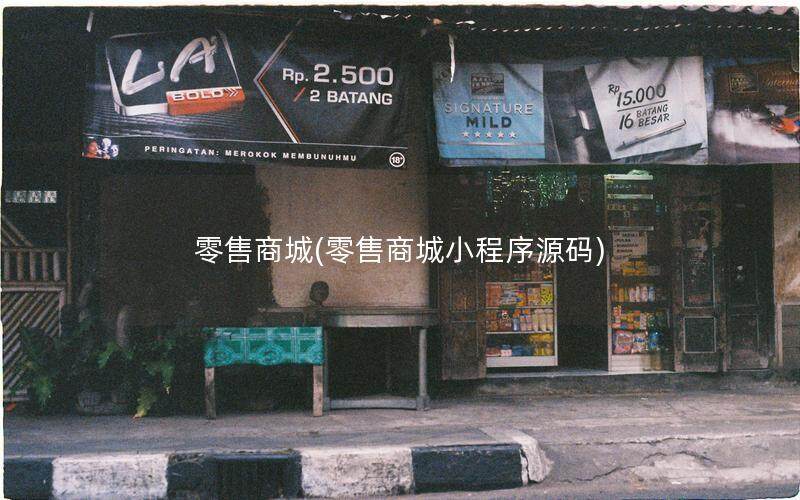 LA
BOLD
Rp. 2.500
/ 2 BATANG
PERINGATAN: MEROKOK MEMBUNUHMU
18+
SIGNATURE
MILD
Rp
15.000
16 BATANG
BESAR
零售商城(零售商城小程序源码)